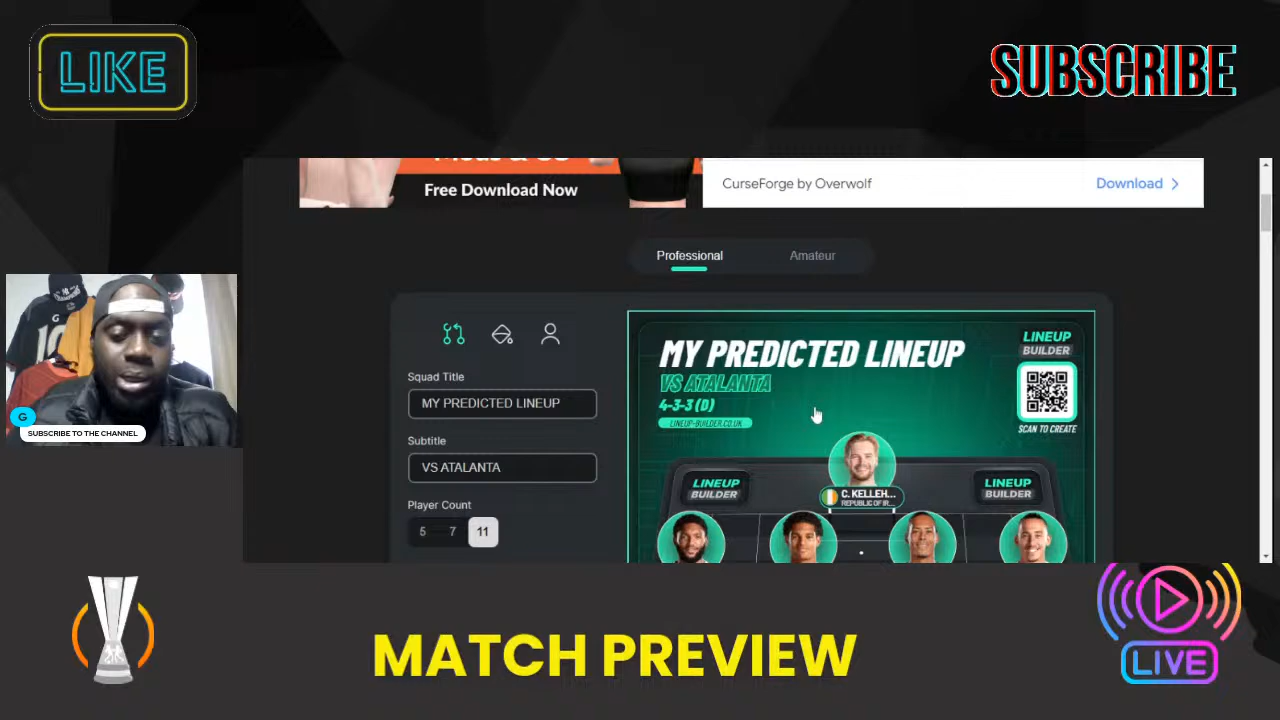 LIKE
SUBSCRIBE
Free Download Now
CurseForge by Overwolf
Download
Professional
Amateur
Squad Title
MY PREDICTED LINEUP
Subtitle
VS ATALANTA
Player Count
5 7 11
MY PREDICTED LINEUP
VS ATALANTA
4-3-3 (D)
LINEUP-BUILDER.CO.UK
LINEUP
BUILDER
SCAN TO CREATE
LINEUP
BUILDER
C. KELLEH...
REPUBLIC OF IR...
LINEUP
BUILDER
G
SUBSCRIBE TO THE CHANNEL
MATCH PREVIEW
LIVE